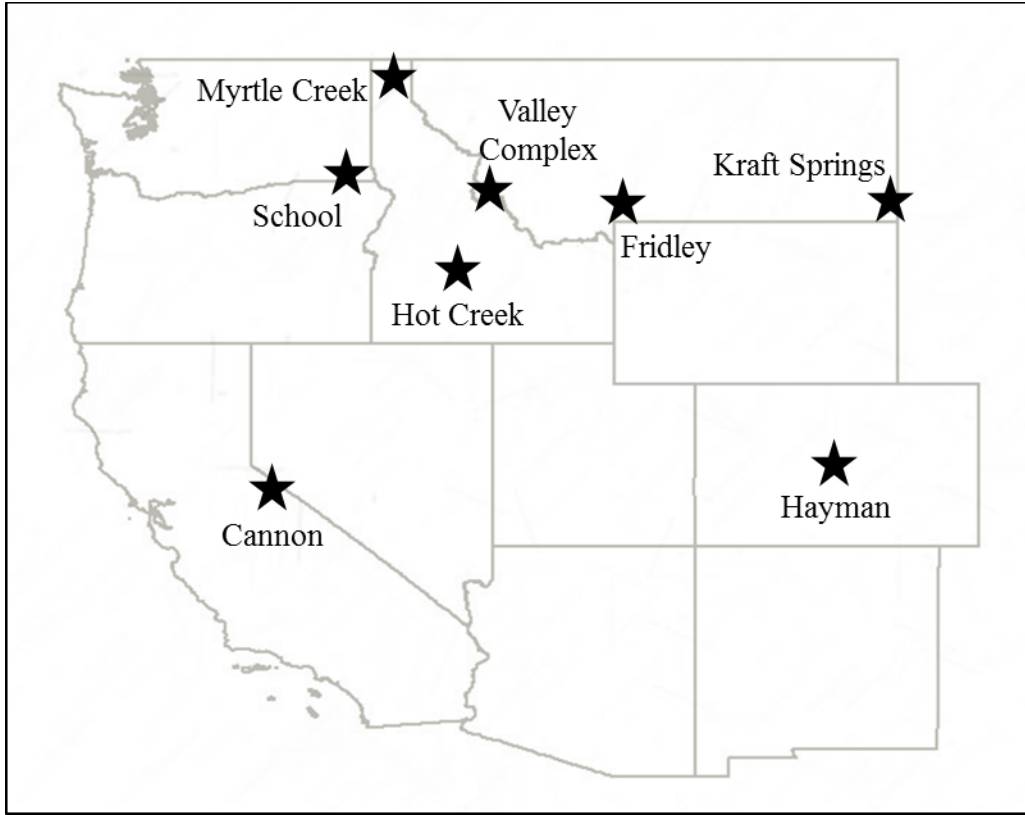 Myrtle Creek
Valley
Complex
Kraft Springs
School
Fridley
Hot Creek
Hayman
Cannon